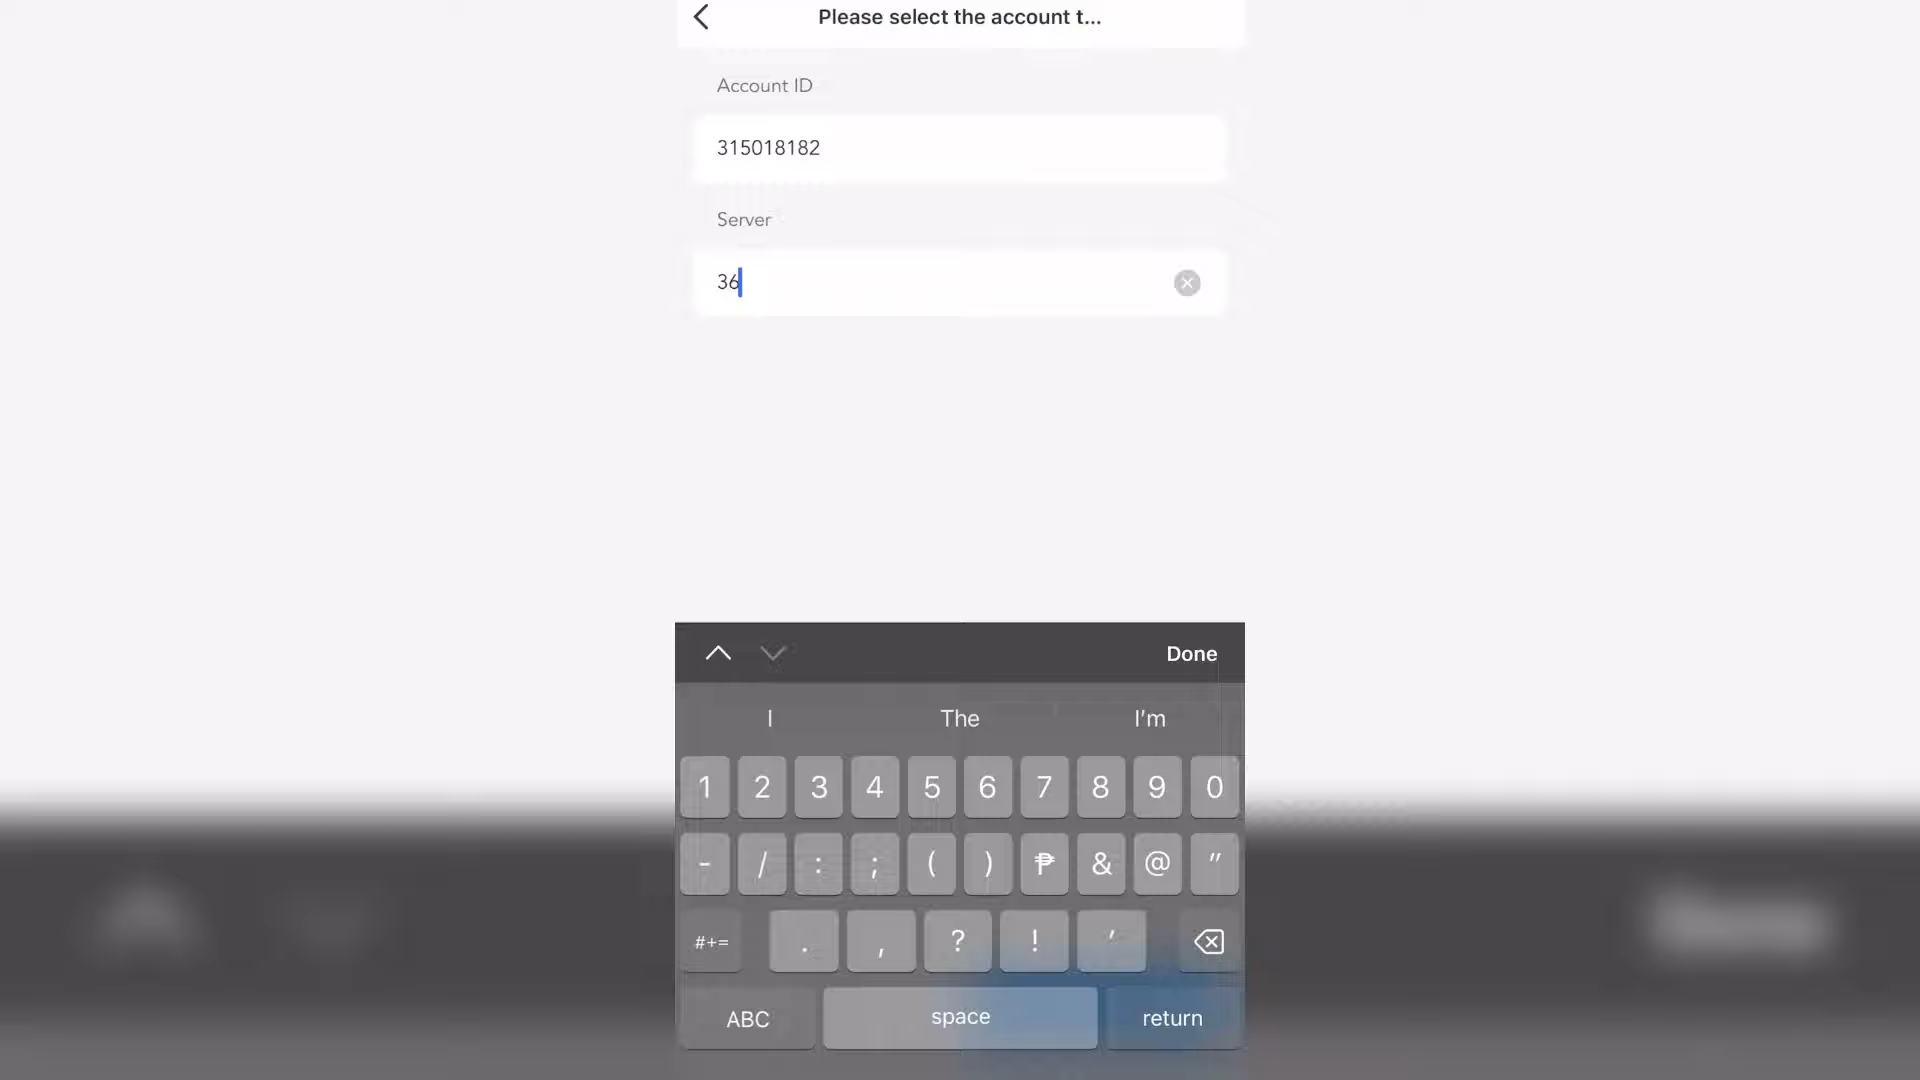 Please select the account t...
Account ID
315018182
Server
36
Done
I The I'm
1 2 3 4 5 6 7 8 9 0
- / : ; ( ) ₱ & @ "
#+= . , ? ! '
ABC space return